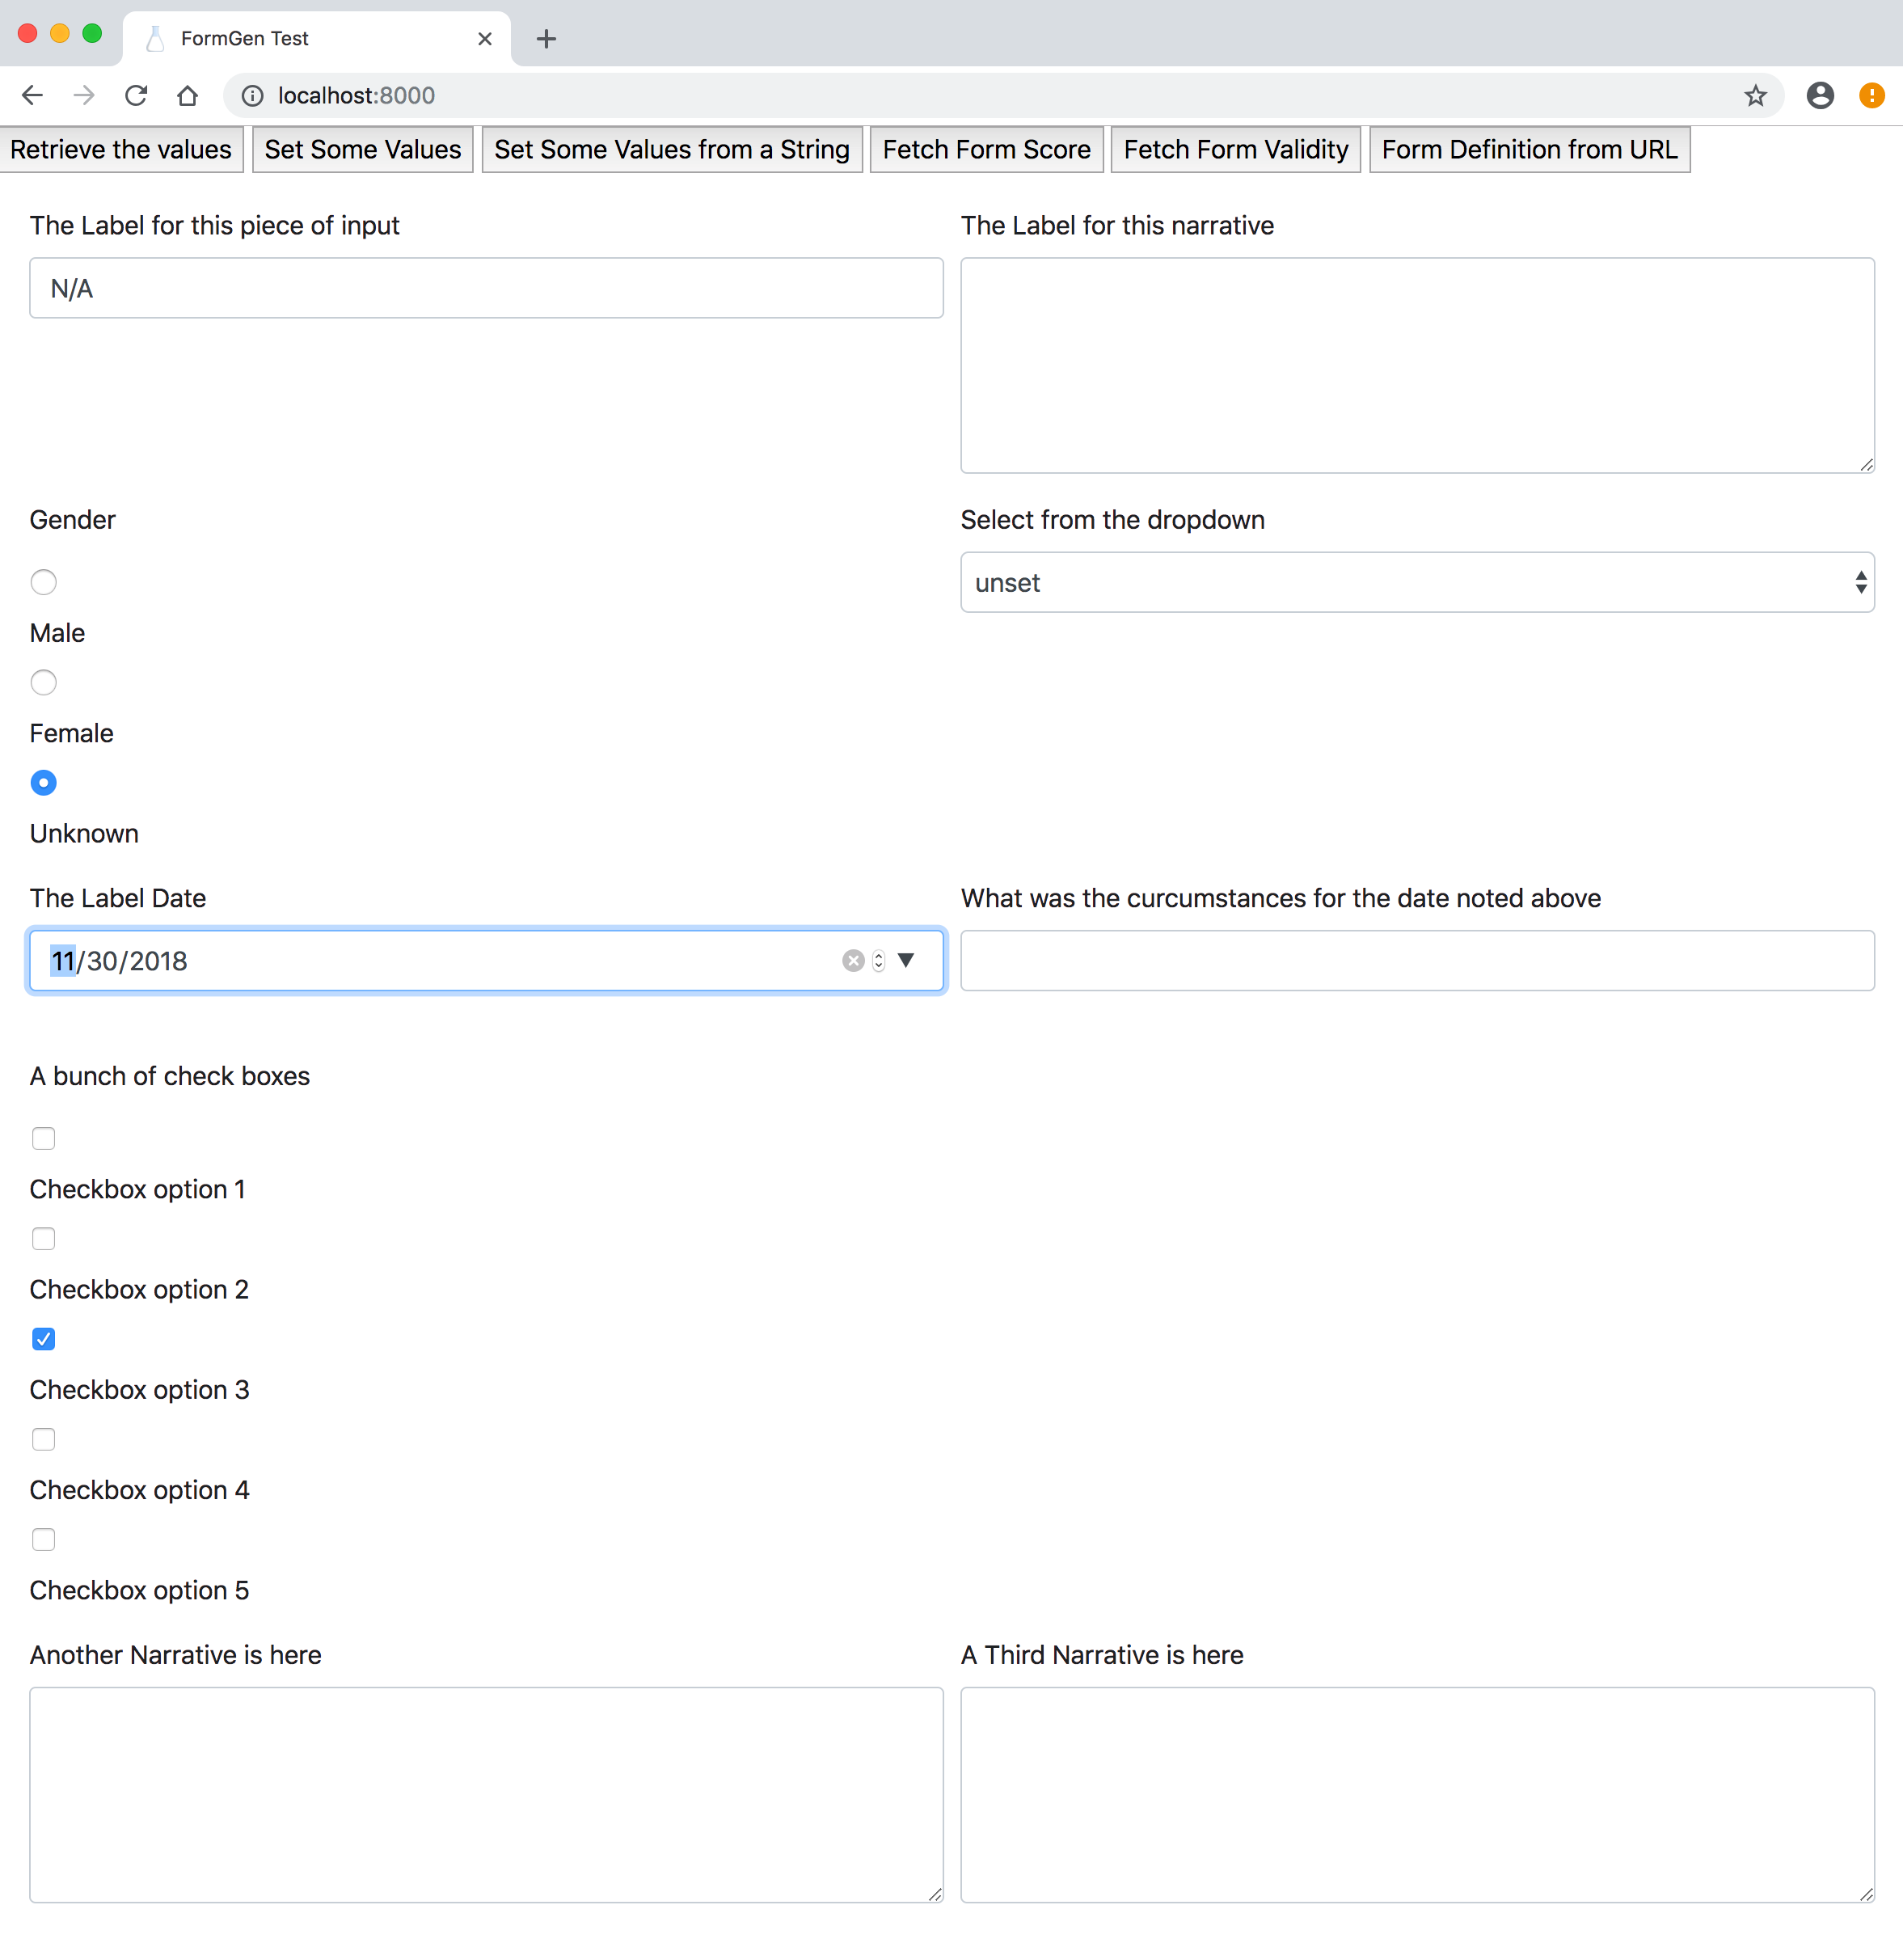 FormGen Test
localhost:8000
Retrieve the values Set Some Values Set Some Values from a String Fetch Form Score Fetch Form Validity Form Definition from URL
The Label for this piece of input
N/A
The Label for this narrative
Gender
Male
Female
Unknown
Select from the dropdown
unset
The Label Date
11/30/2018
What was the curcumstances for the date noted above
A bunch of check boxes
Checkbox option 1
Checkbox option 2
Checkbox option 3
Checkbox option 4
Checkbox option 5
Another Narrative is here
A Third Narrative is here